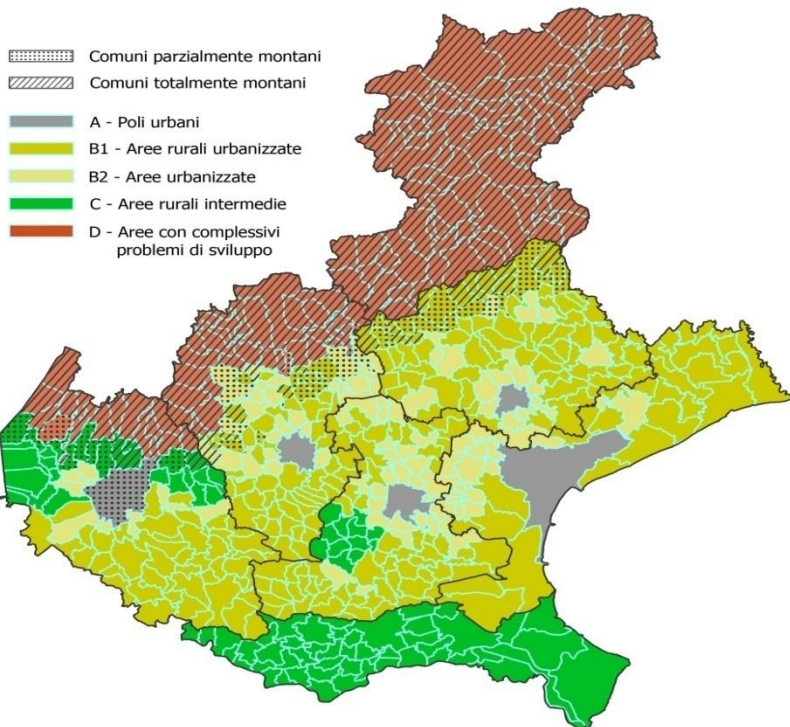 Comuni parzialmente montani
Comuni totalmente montani
A - Poli urbani
B1 - Aree rurali urbanizzate
B2 - Aree urbanizzate
C - Aree rurali intermedie
D - Aree con complessivi
problemi di sviluppo